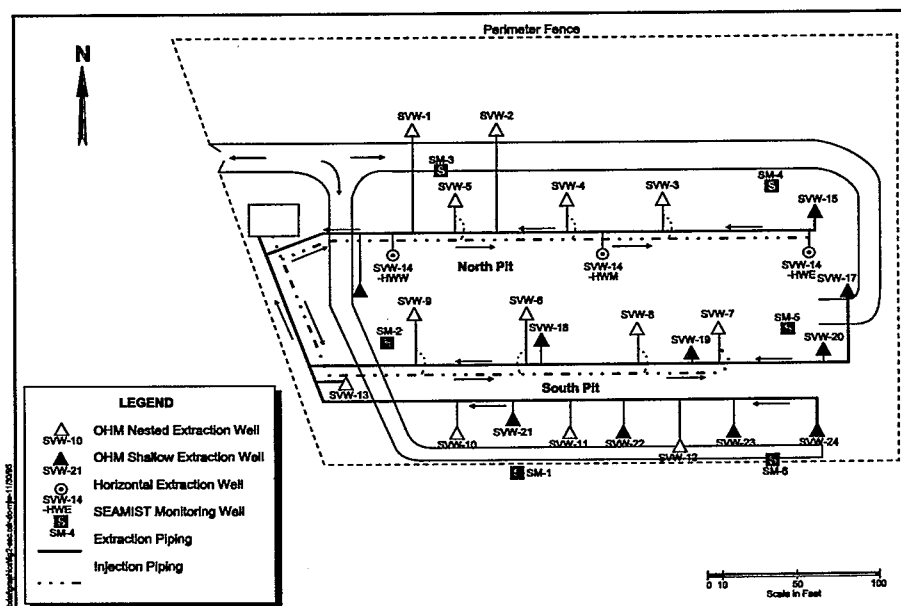 Perimeter Fence
N
SVW-1
SVW-2
SM-3
S
SM-4
S
SVW-5
SVW-4
SVW-3
SVW-15
SVW-14
-HWW
SVW-14
-HWM
SVW-14
-HWE
North Pit
SVW-17
SVW-9
SVW-6
SVW-8
SVW-7
SM-5
SM-2
SVW-18
SVW-19
SVW-20
SVW-13
South Pit
SVW-10
SVW-21
SVW-11
SVW-22
SVW-12
SVW-23
SVW-24
SM-1
SM-6
LEGEND
SVW-10
OHM Nested Extraction Well
SVW-21
OHM Shallow Extraction Well
SVW-14
-HWE
Horizontal Extraction Well
S
SM-4
SEAMIST Monitoring Well
Extraction Piping
Injection Piping
0 10 50 100
Scale in Feet